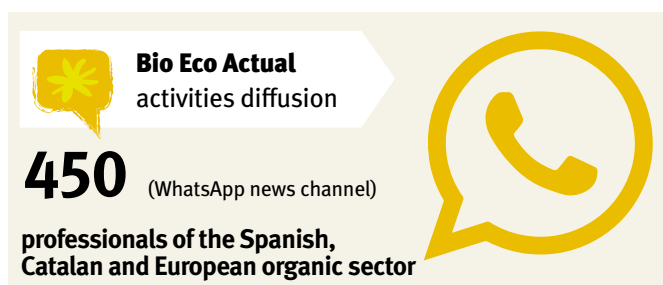 Bio Eco Actual
activities diffusion
450 (WhatsApp news channel)
professionals of the Spanish,
Catalan and European organic sector